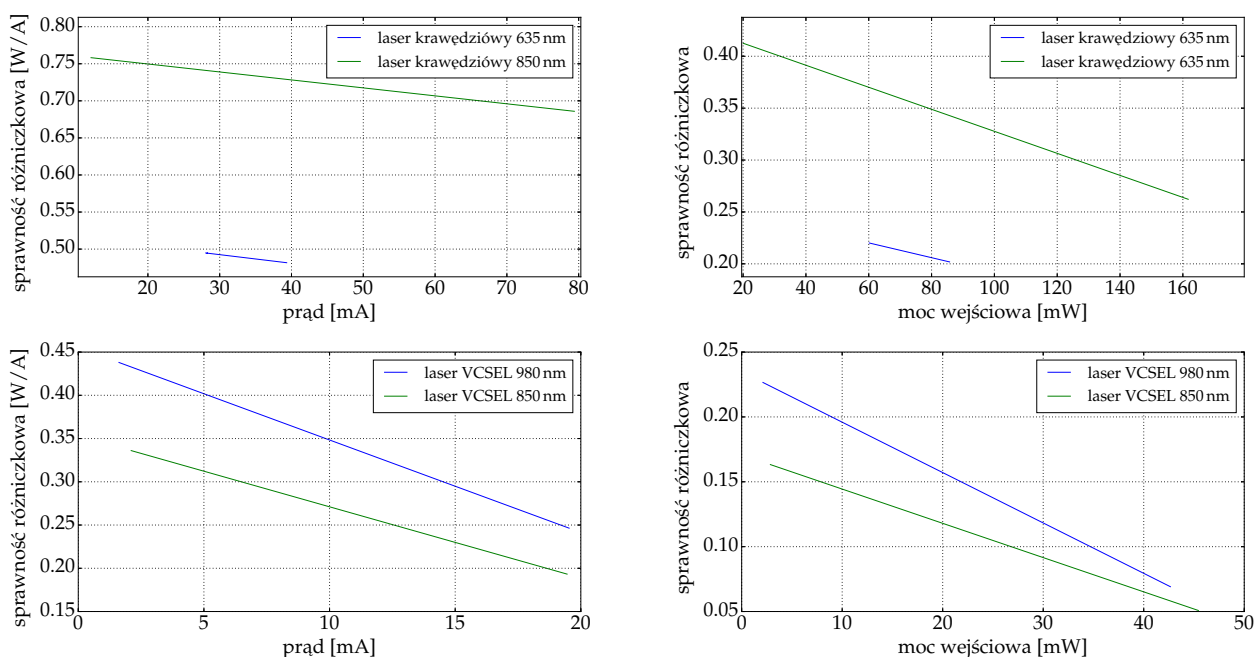 sprawność różniczkowa [W/A]
0.80
0.75
0.70
0.65
0.60
0.55
0.50
laser krawędzióẃy 635 nm
laser krawędzióẃy 850 nm
20 30 40 50 60 70 80
prąd [mA]
sprawność różniczkowa
0.40
0.35
0.30
0.25
0.20
laser krawędziowy 635 nm
laser krawędziowy 635 nm
20 40 60 80 100 120 140 160
moc wejściowa [mW]
sprawność różniczkowa [W/A]
0.45
0.40
0.35
0.30
0.25
0.20
0.15
laser VCSEL 980 nm
laser VCSEL 850 nm
0 5 10 15 20
prąd [mA]
sprawność różniczkowa
0.25
0.20
0.15
0.10
0.05
laser VCSEL 980 nm
laser VCSEL 850 nm
0 10 20 30 40 50
moc wejściowa [mW]